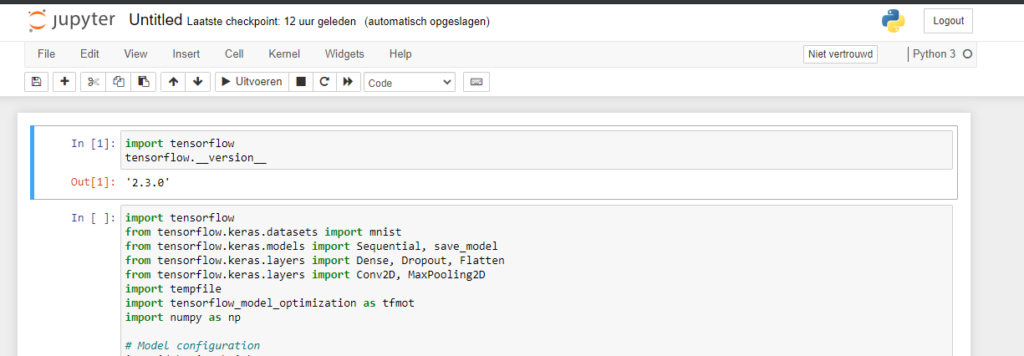 jupyter Untitled Laatste checkpoint: 12 uur geleden (automatisch opgeslagen) Logout
File Edit View Insert Cell Kernel Widgets Help Niet vertrouwd Python 3
Uitvoeren Code
In [1]: import tensorflow
tensorflow.__version__
Out[1]: '2.3.0'
In [ ]: import tensorflow
from tensorflow.keras.datasets import mnist
from tensorflow.keras.models import Sequential, save_model
from tensorflow.keras.layers import Dense, Dropout, Flatten
from tensorflow.keras.layers import Conv2D, MaxPooling2D
import tempfile
import tensorflow_model_optimization as tfmot
import numpy as np
# Model configuration